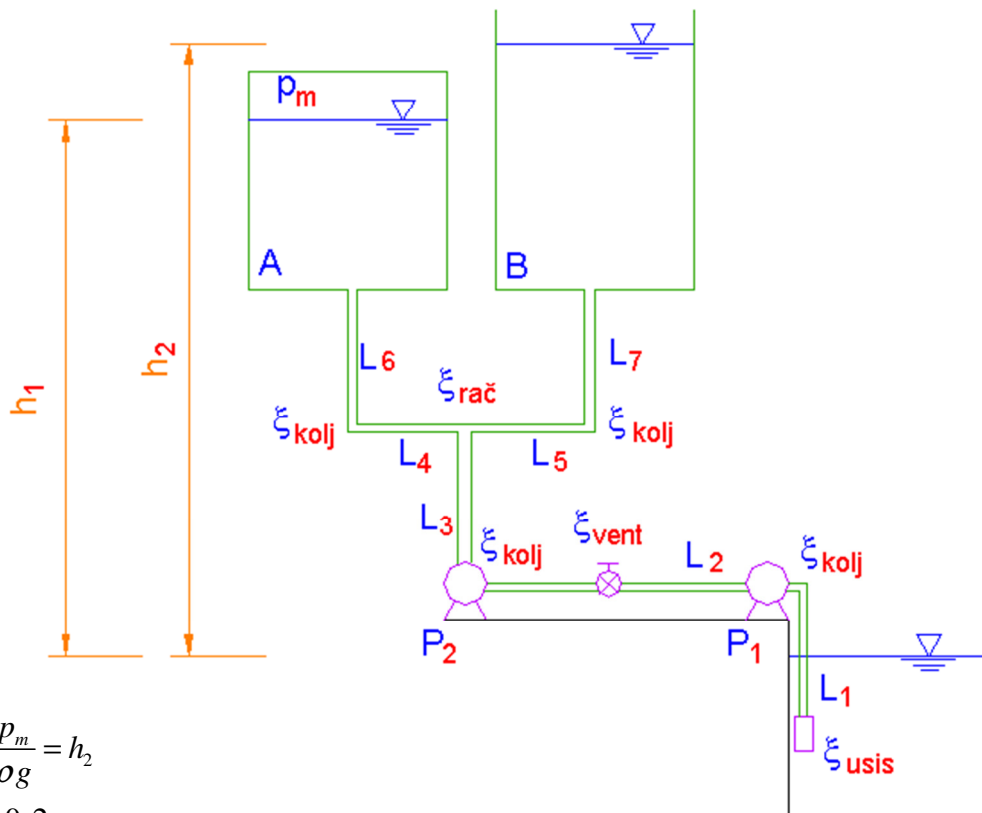 p_m
A
B
h_1
h_2
L_6
L_7
ξ_rač
ξ_kolj
ξ_kolj
L_4
L_5
L_3
ξ_kolj
ξ_vent
L_2
ξ_kolj
P_2
P_1
L_1
ξ_usis
p_m/ρg = h_2